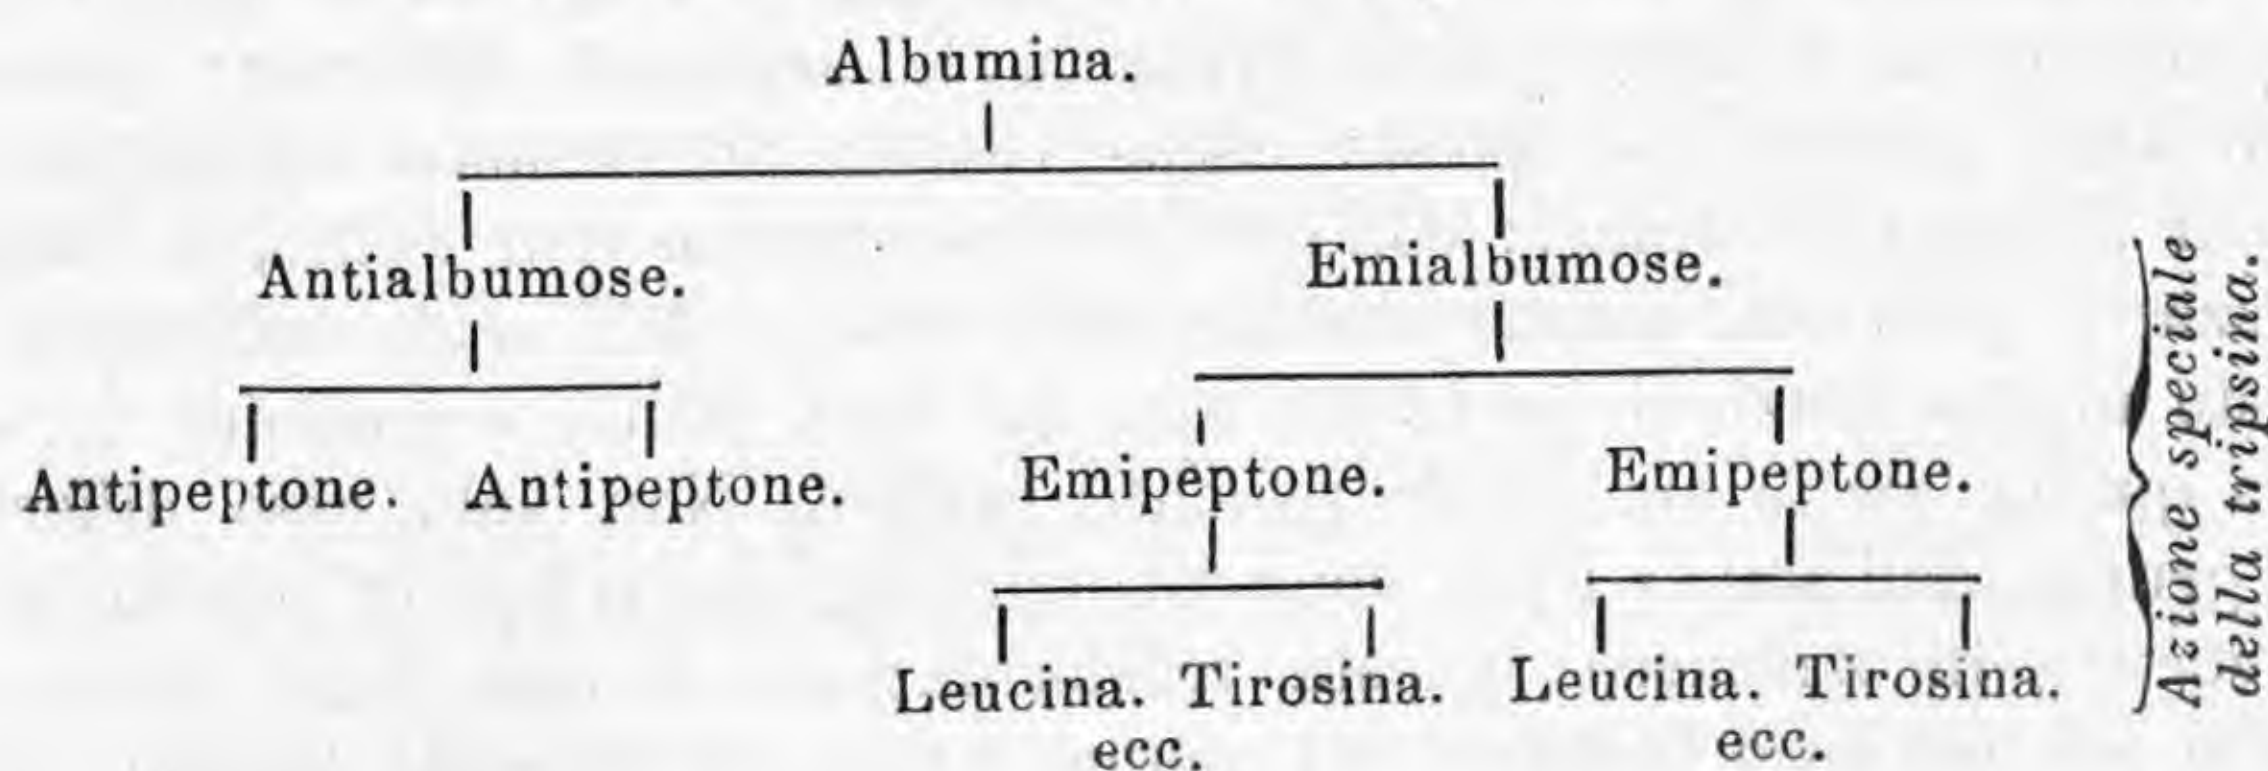 Albumina.
Antialbumose. Emialbumose.
Antipeptone. Antipeptone. Emipeptone. Emipeptone.
Leucina. Tirosina. Leucina. Tirosina.
ecc. ecc.
Azione speciale
della tripsina.